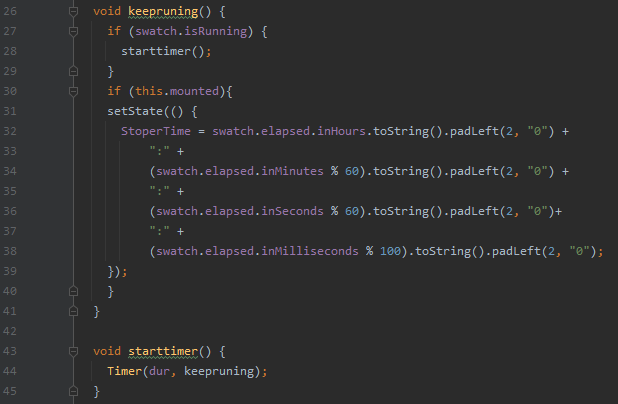 26 void keepruning() {
27 if (swatch.isRunning) {
28 starttimer();
29 }
30 if (this.mounted){
31 setState(() {
32 StoperTime = swatch.elapsed.inHours.toString().padLeft(2, "0") +
33 ":" +
34 (swatch.elapsed.inMinutes % 60).toString().padLeft(2, "0") +
35 ":" +
36 (swatch.elapsed.inSeconds % 60).toString().padLeft(2, "0")+
37 ":" +
38 (swatch.elapsed.inMilliseconds % 100).toString().padLeft(2, "0");
39 });
40 }
41 }
42
43 void starttimer() {
44 Timer(dur, keepruning);
45 }